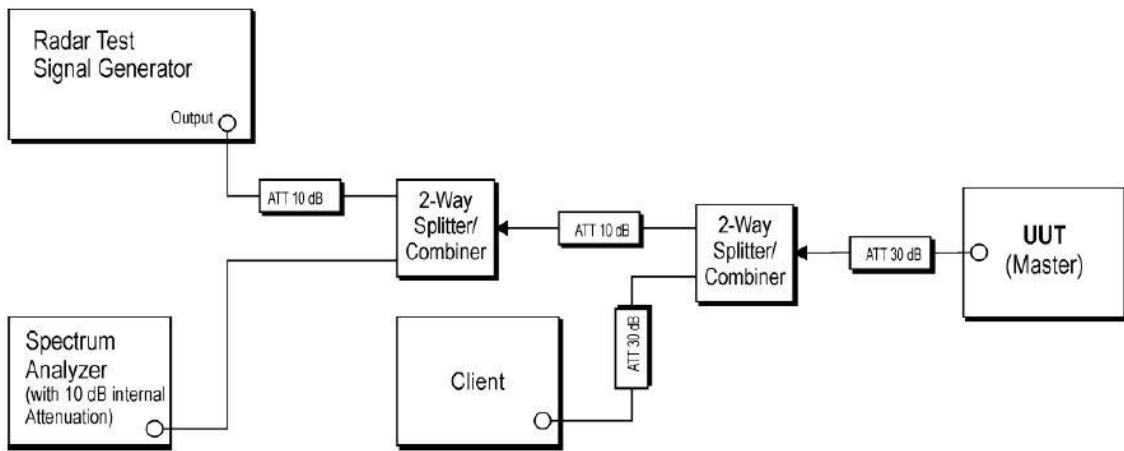 Radar Test
Signal Generator
Output
ATT 10 dB
2-Way
Splitter/
Combiner
ATT 10 dB
2-Way
Splitter/
Combiner
ATT 30 dB
UUT
(Master)
Spectrum
Analyzer
(with 10 dB internal
Attenuation)
Client
ATT 30 dB